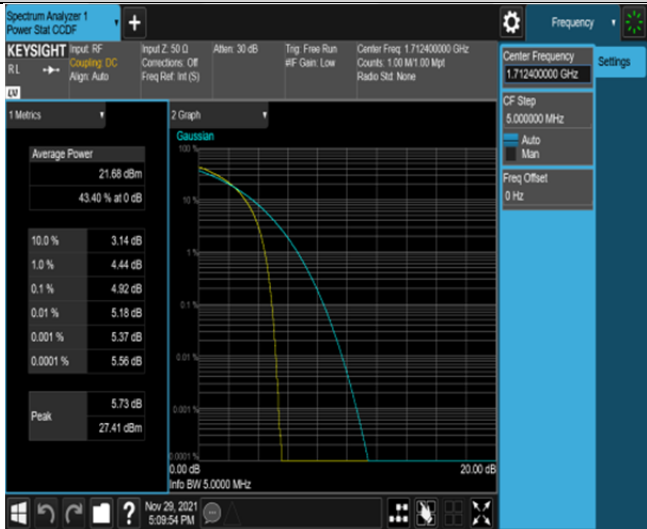 Spectrum Analyzer 1
Power Stat CCDF
Frequency
KEYSIGHT
Input: RF
Coupling: DC
Align: Auto
Input Z: 50 Ω
Corrections: Off
Freq Ref: Int (S)
Atten: 30 dB
Trig: Free Run
#IF Gain: Low
Center Freq: 1.712400000 GHz
Counts: 1.00 M/1.00 Mpt
Radio Std: None
R L
LV
Center Frequency
1.712400000 GHz
Settings
CF Step
5.000000 MHz
Auto
Man
Freq Offset
0 Hz
1 Metrics
Average Power
21.68 dBm
43.40 % at 0 dB
10.0 % 3.14 dB
1.0 % 4.44 dB
0.1 % 4.92 dB
0.01 % 5.18 dB
0.001 % 5.37 dB
0.0001 % 5.56 dB
Peak
5.73 dB
27.41 dBm
2 Graph
Gaussian
100 %
10 %
1 %
0.1 %
0.01 %
0.001 %
0.0001 %
0.00 dB
20.00 dB
Info BW 5.0000 MHz
?
Nov 29, 2021
5:09:54 PM